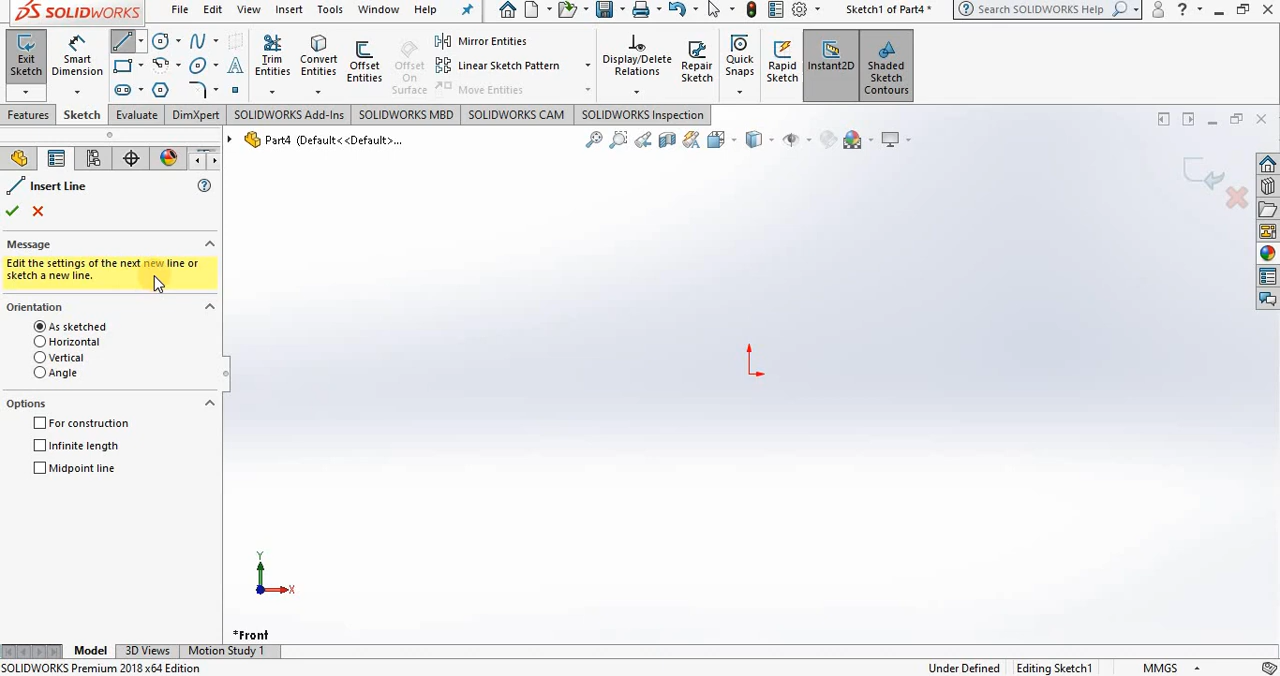 DS SOLIDWORKS File Edit View Insert Tools Window Help Sketch1 of Part4 * Search SOLIDWORKS Help ?
Exit Sketch
Smart Dimension
Trim Entities
Convert Entities
Offset Entities
Offset On Surface
Mirror Entities
Linear Sketch Pattern
Move Entities
Display/Delete Relations
Repair Sketch
Quick Snaps
Rapid Sketch
Instant2D
Shaded Sketch Contours
Features Sketch Evaluate DimXpert SOLIDWORKS Add-Ins SOLIDWORKS MBD SOLIDWORKS CAM SOLIDWORKS Inspection
Part4 (Default<<Default>...
Insert Line
Message
Edit the settings of the next new line or
sketch a new line.
Orientation
As sketched
Horizontal
Vertical
Angle
Options
For construction
Infinite length
Midpoint line
Y
X
*Front
Model 3D Views Motion Study 1
SOLIDWORKS Premium 2018 x64 Edition Under Defined Editing Sketch1 MMGS